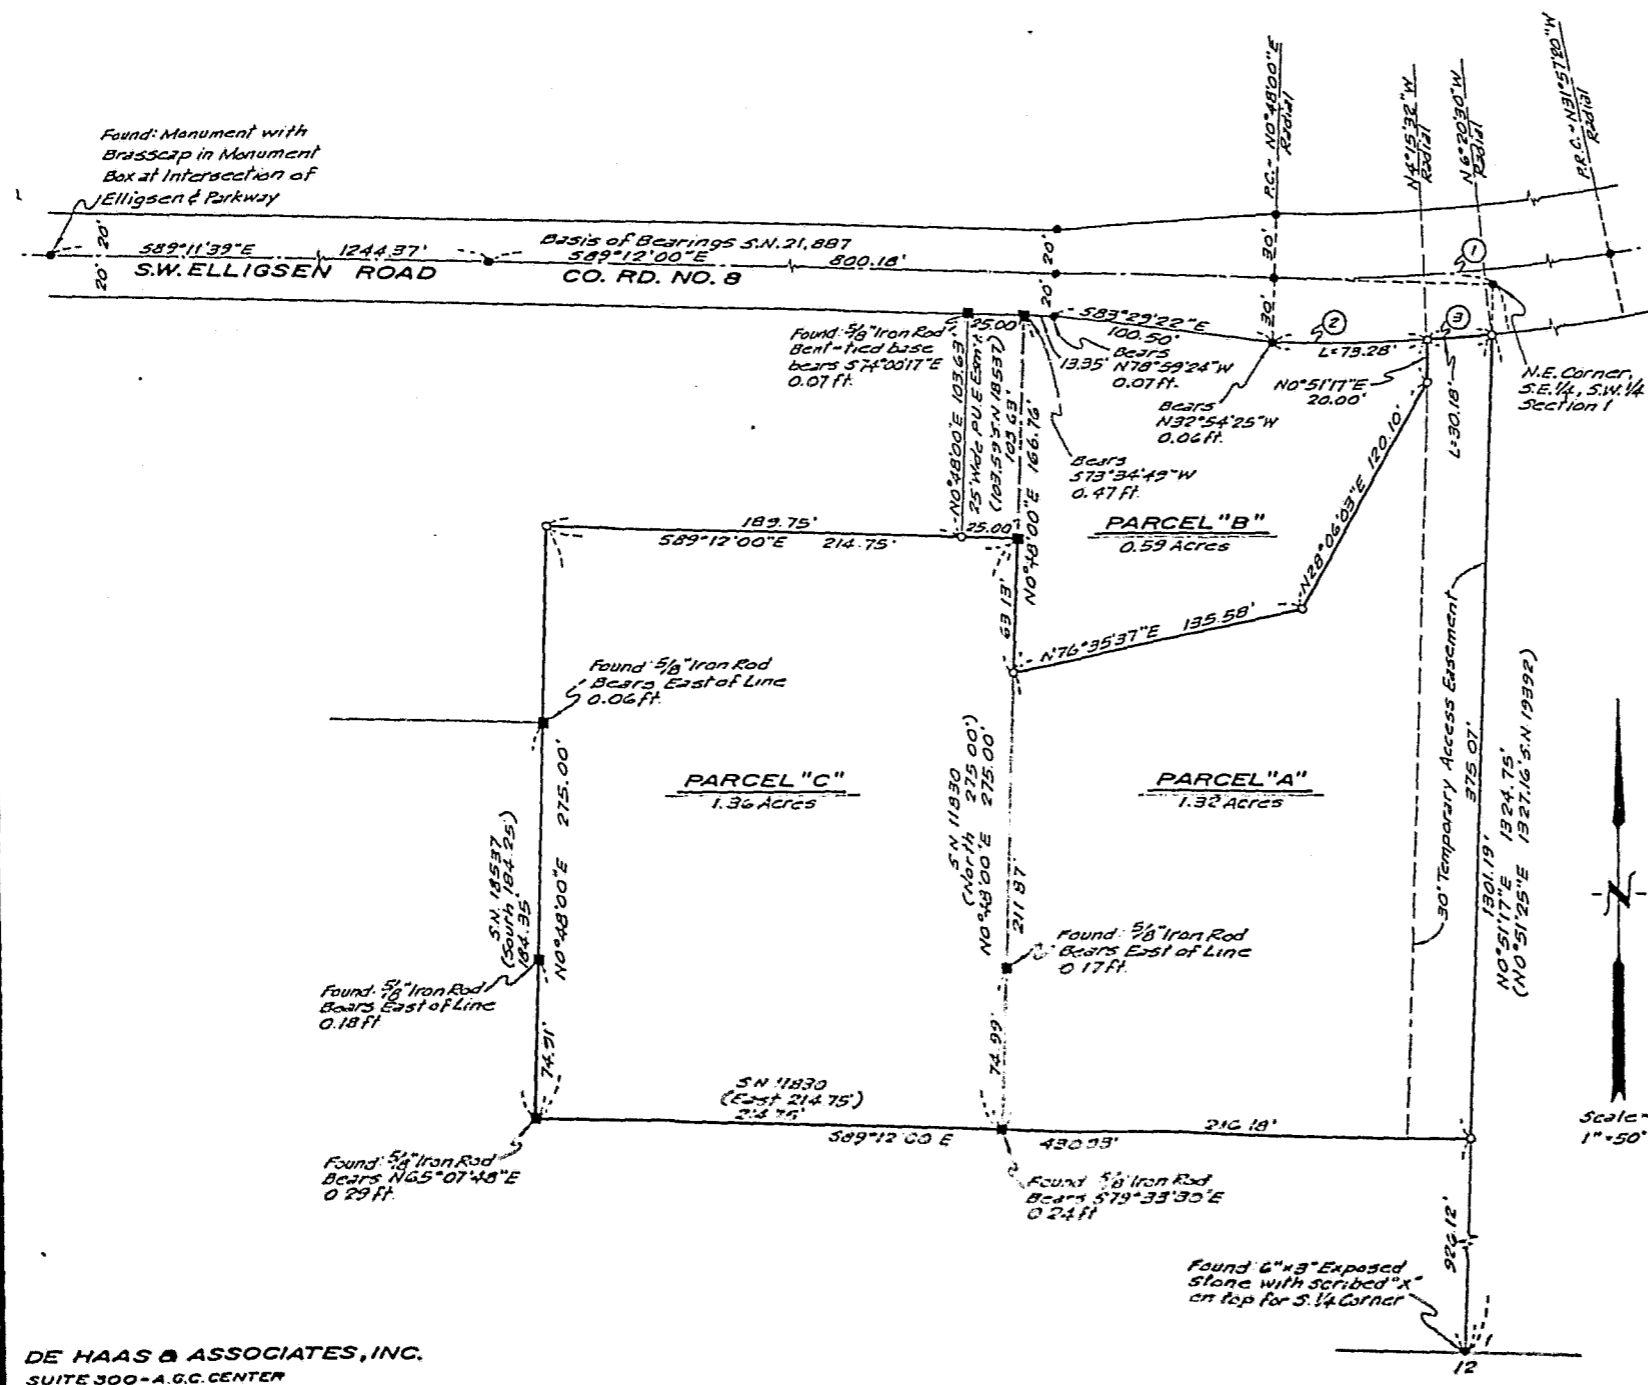 P.C. - N0°48'00"E
Radial
N4°15'32"W
Radial
N6°20'30"W
Radial
P.R.C. - N31°57'03"W
Radial
Found: Monument with
Brasscap in Monument
Box at Intersection of
Elligsen & Parkway
20'
20'
S89°11'39"E 1244.37'
S.W. ELLIGSEN ROAD
Basis of Bearings S.N. 21,887
S89°12'00"E 800.18'
CO. RD. NO. 8
20'
20'
30'
30'
1
2
3
Found: 5/8" Iron Rod
Bent - tied base
bears S74°00'17"E
0.07 ft.
25.00'
S83°29'22"E
100.50'
13.35'
Bears
N78°59'24"W
0.07 ft.
L=73.28'
N0°51'17"E
20.00'
Bears
N32°54'25"W
0.06 ft.
L=30.18'
N.E. Corner,
S.E. 1/4, S.W. 1/4
Section 1
N0°48'00"E 103.63'
25' Wide P.U.E. Esm't.
(103.59' S.N. 18537)
103.63'
N0°48'00"E 166.76'
Bears
S73°34'49"W
0.47 ft.
120.10'
N28°06'03"E
PARCEL "B"
0.59 Acres
189.75'
25.00'
S89°12'00"E 214.75'
63.13'
N76°35'37"E 135.58'
Found 5/8" Iron Rod
Bears East of Line
0.06 ft.
PARCEL "C"
1.36 Acres
PARCEL "A"
1.32 Acres
S.N. 18537
(South 184.25')
184.35'
N0°48'00"E 275.00'
S N 11830
(North 275.00')
N0°48'00"E 275.00'
211.87'
30' Temporary Access Easement
375.07'
1301.19'
N0°51'17"E 1324.75'
(N0°51'25"E 1327.16' S.N. 19392)
Found: 5/8" Iron Rod
Bears East of Line
0.17 ft.
Found: 5/8" Iron Rod
Bears East of Line
0.18 ft
74.91'
74.99'
Scale -
1" = 50'
S N 11830
(East 214.75')
214.75'
S89°12'00 E 430.93'
216.18'
Found: 5/8" Iron Rod
Bears N65°07'48"E
0.29 ft.
Found 5/8" Iron Rod
Bears S79°33'30"E
0.24 ft
926.12'
Found 6"x3" Exposed
Stone with scribed "X"
on top for S. 1/4 Corner
1
12
DE HAAS & ASSOCIATES, INC.
SUITE 300 - A.G.C. CENTER